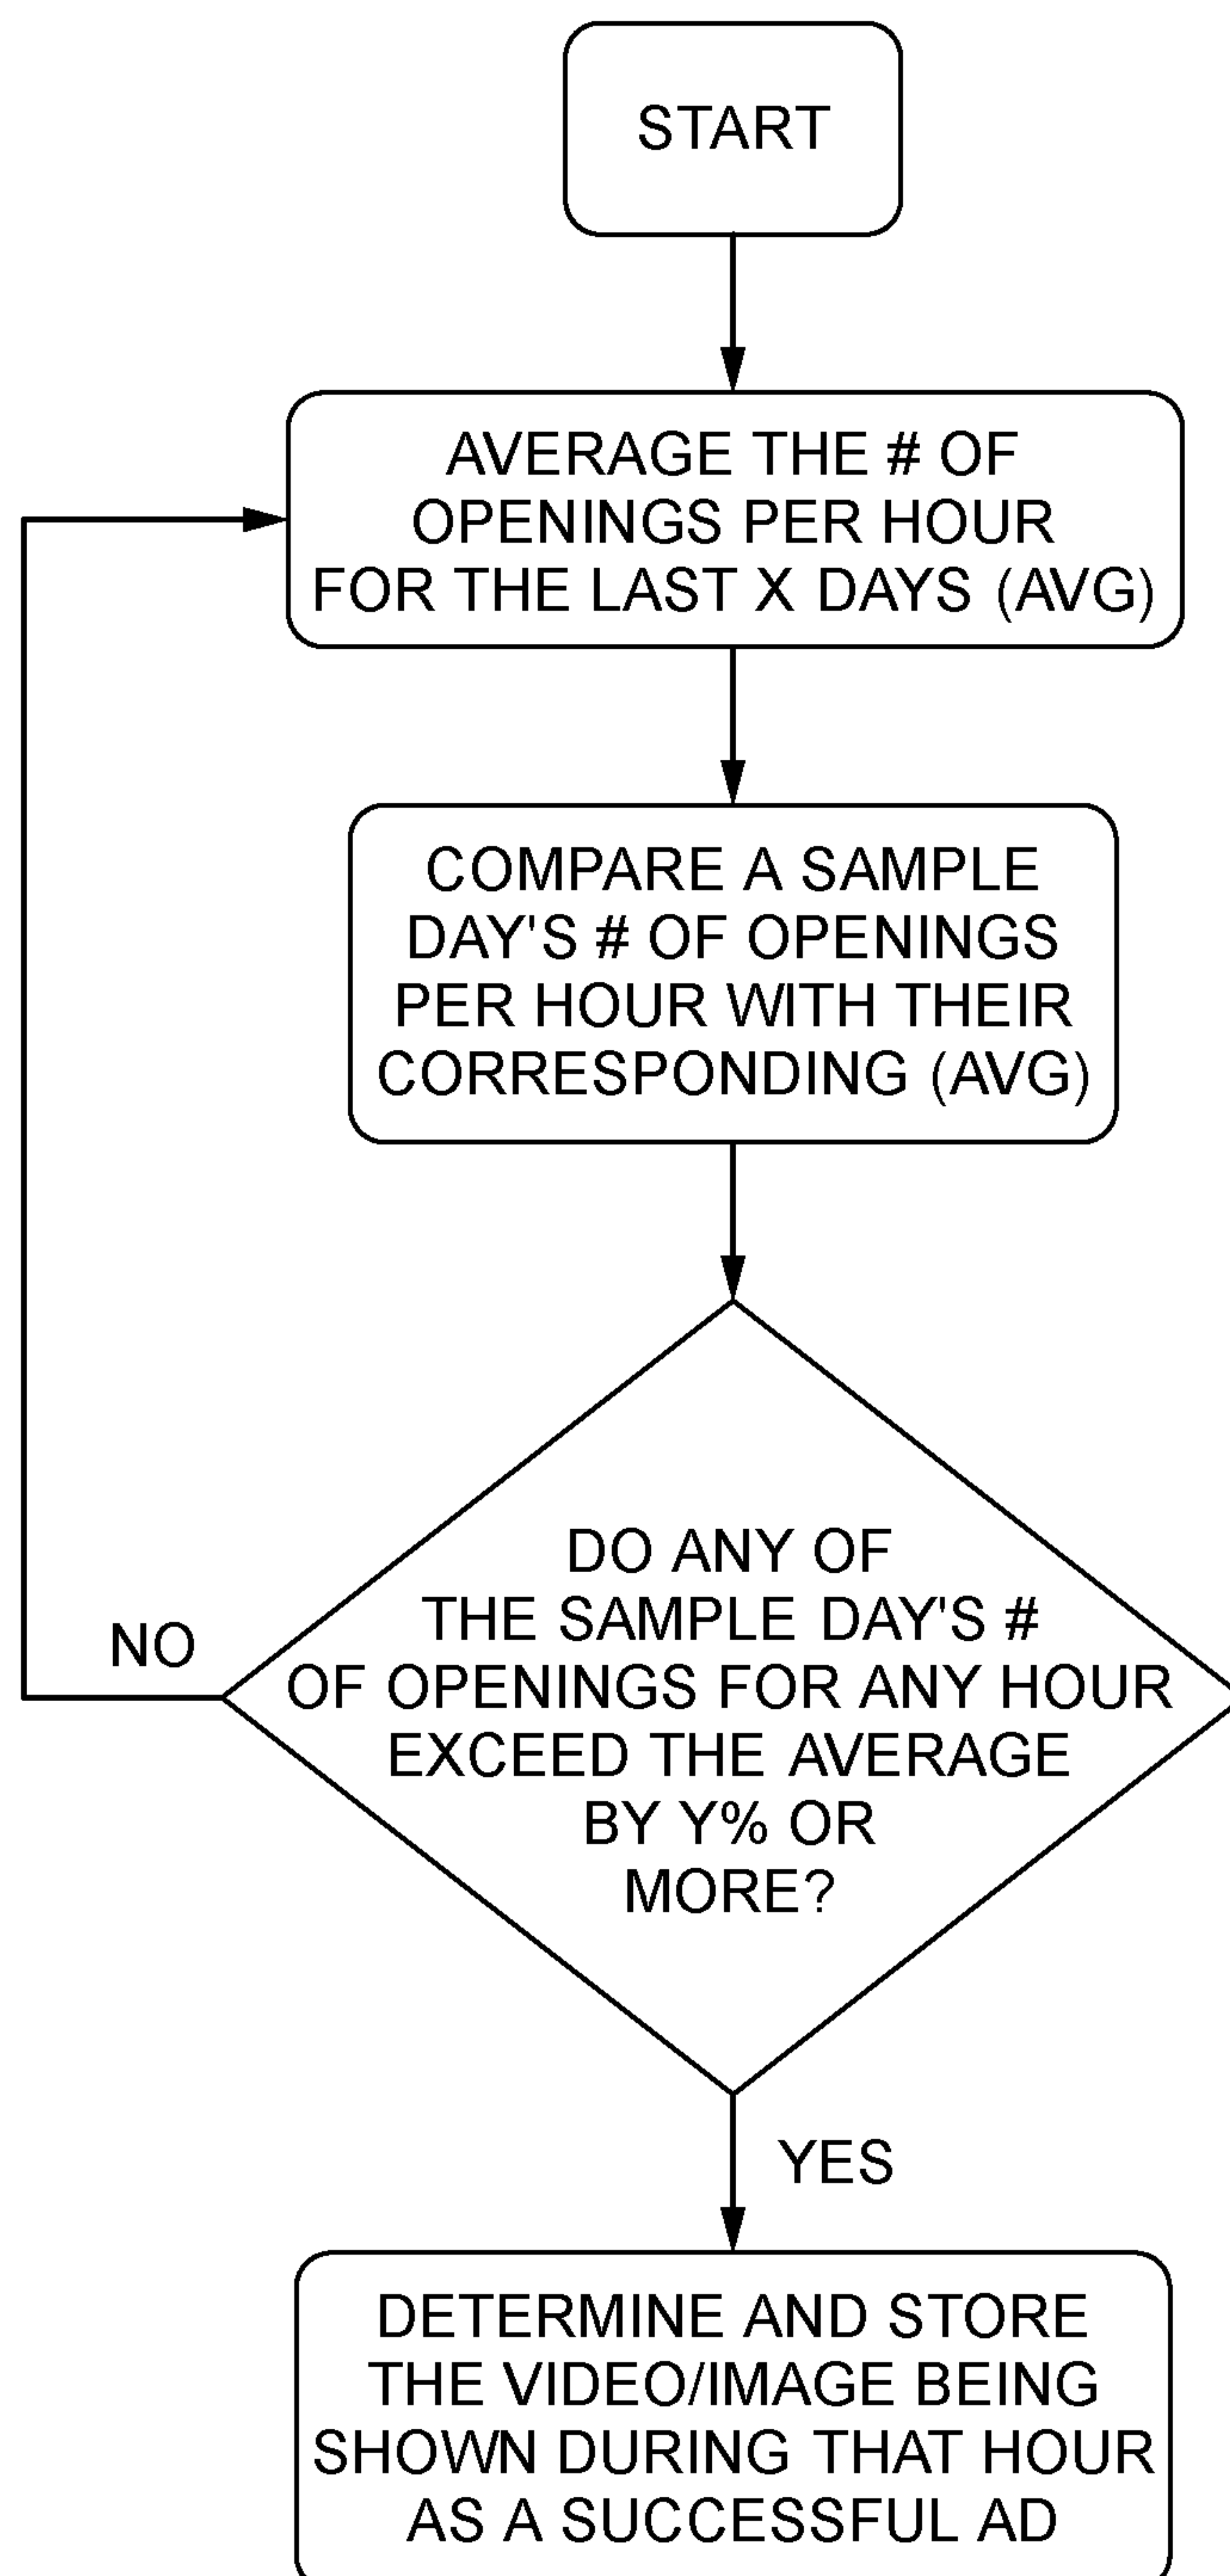 START
AVERAGE THE # OF
OPENINGS PER HOUR
FOR THE LAST X DAYS (AVG)
COMPARE A SAMPLE
DAY'S # OF OPENINGS
PER HOUR WITH THEIR
CORRESPONDING (AVG)
DO ANY OF
THE SAMPLE DAY'S #
OF OPENINGS FOR ANY HOUR
EXCEED THE AVERAGE
BY Y% OR
MORE?
NO
YES
DETERMINE AND STORE
THE VIDEO/IMAGE BEING
SHOWN DURING THAT HOUR
AS A SUCCESSFUL AD